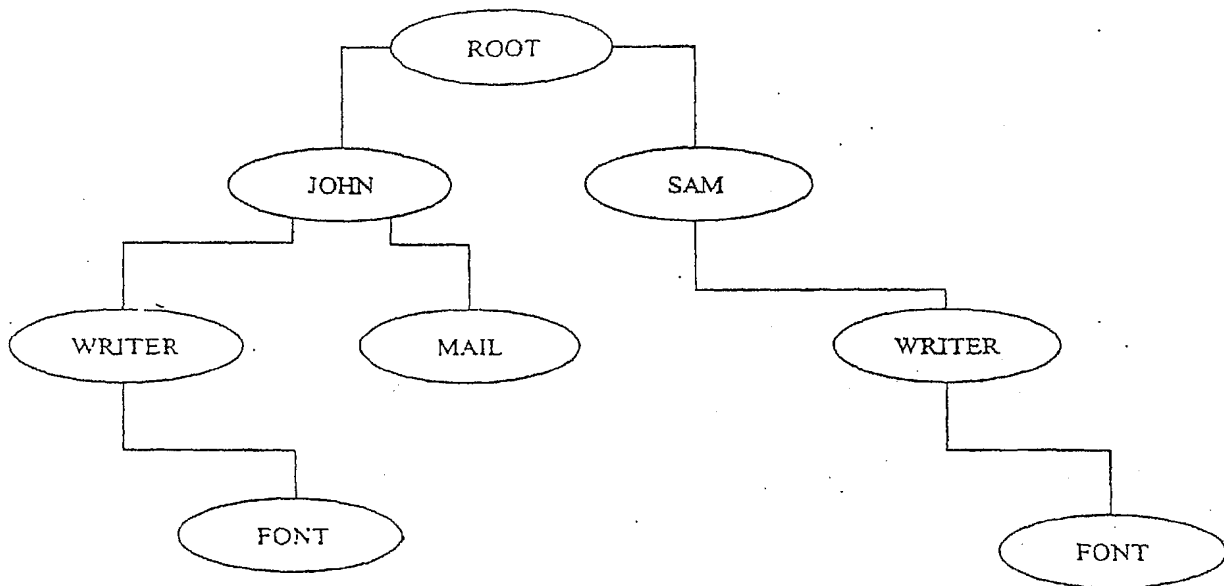 ROOT
JOHN
SAM
WRITER
MAIL
WRITER
FONT
FONT